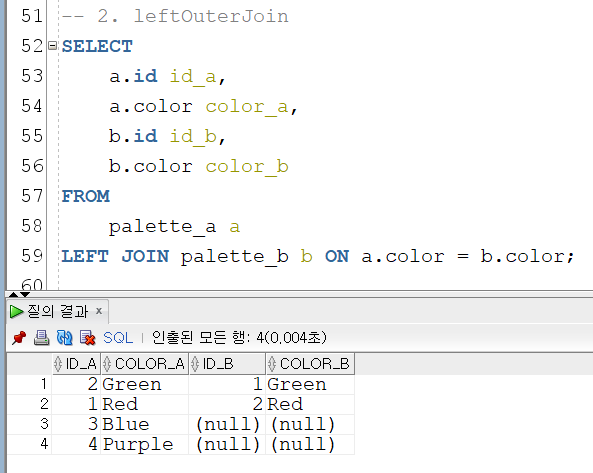 51 -- 2. leftOuterJoin
52 SELECT
53 a.id id_a,
54 a.color color_a,
55 b.id id_b,
56 b.color color_b
57 FROM
58 palette_a a
59 LEFT JOIN palette_b b ON a.color = b.color;
60
질의 결과 x
SQL | 인출된 모든 행: 4(0,004초)
ID_A COLOR_A ID_B COLOR_B
1 2 Green 1 Green
2 1 Red 2 Red
3 3 Blue (null) (null)
4 4 Purple (null) (null)